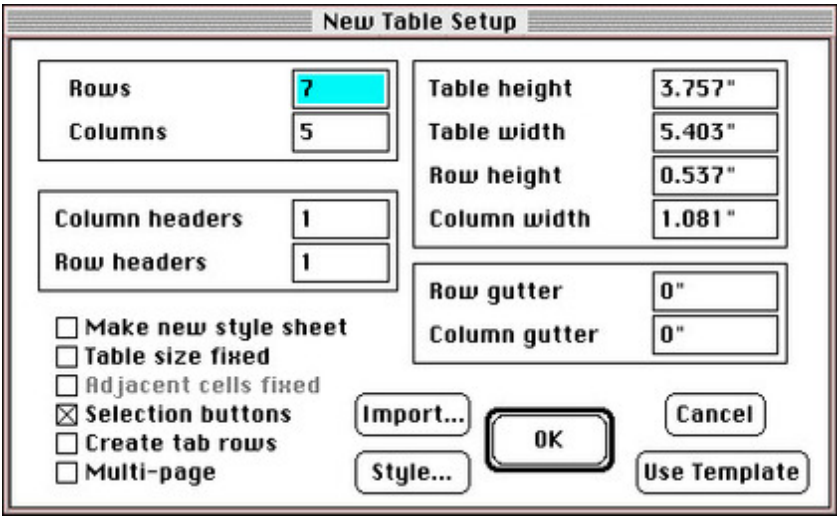 New Table Setup
Rows 7
Columns 5
Column headers 1
Row headers 1
Table height 3.757"
Table width 5.403"
Row height 0.537"
Column width 1.081"
Row gutter 0"
Column gutter 0"
Make new style sheet
Table size fixed
Adjacent cells fixed
Selection buttons
Create tab rows
Multi-page
Import...
Style...
OK
Cancel
Use Template